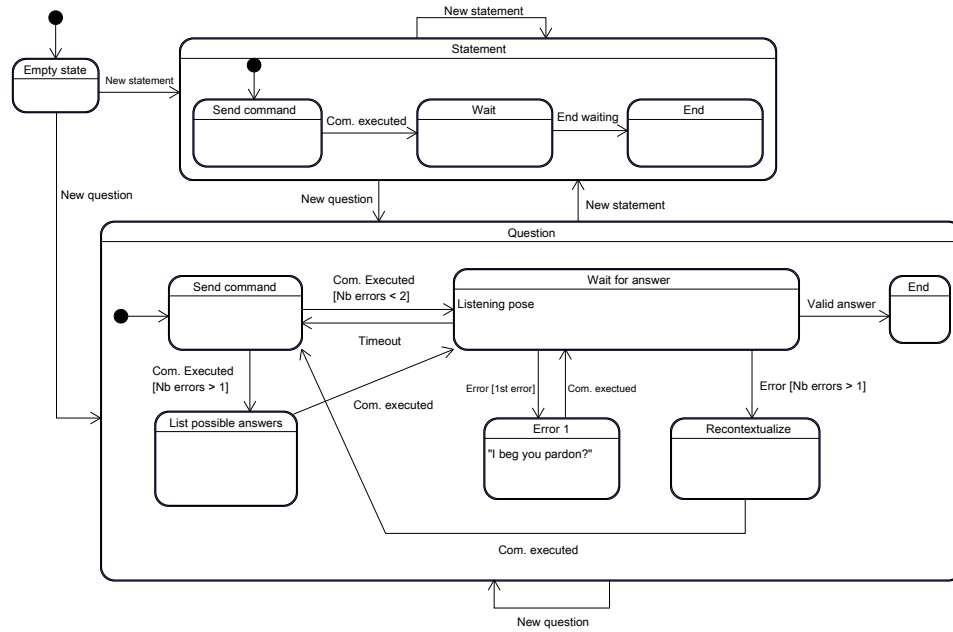 New statement
Statement
Empty state
New statement
Send command
Com. executed
Wait
End waiting
End
New question
New question
New statement
Question
Send command
Com. Executed
[Nb errors < 2]
Wait for answer
Listening pose
Valid answer
End
Timeout
Com. Executed
[Nb errors > 1]
Com. executed
Error [1st error]
Com. exectued
Error [Nb errors > 1]
List possible answers
Error 1
"I beg you pardon?"
Recontextualize
Com. executed
New question